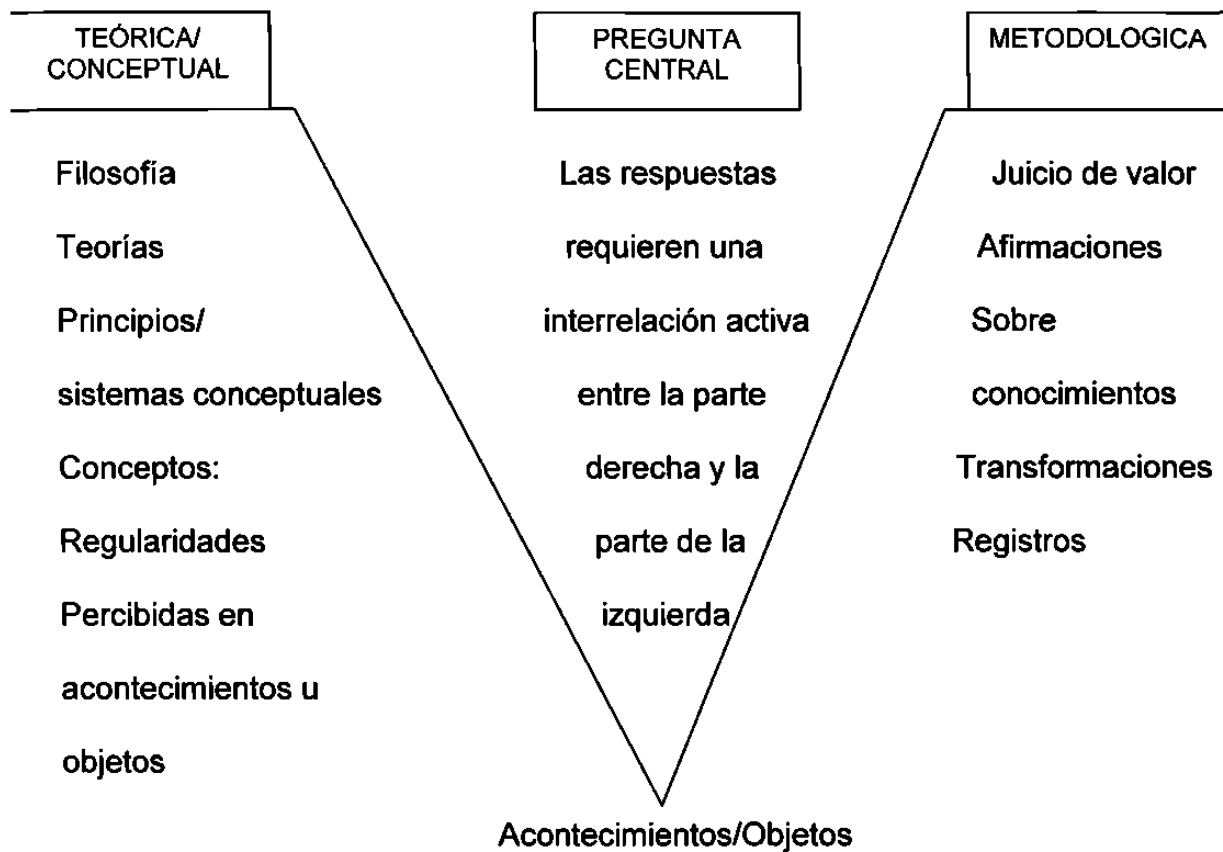 TEÓRICA/
CONCEPTUAL
Filosofía
Teorías
Principios/
sistemas conceptuales
Conceptos:
Regularidades
Percibidas en
acontecimientos u
objetos
PREGUNTA
CENTRAL
Las respuestas
requieren una
interrelación activa
entre la parte
derecha y la
parte de la
izquierda
METODOLOGICA
Juicio de valor
Afirmaciones
Sobre
conocimientos
Transformaciones
Registros
Acontecimientos/Objetos